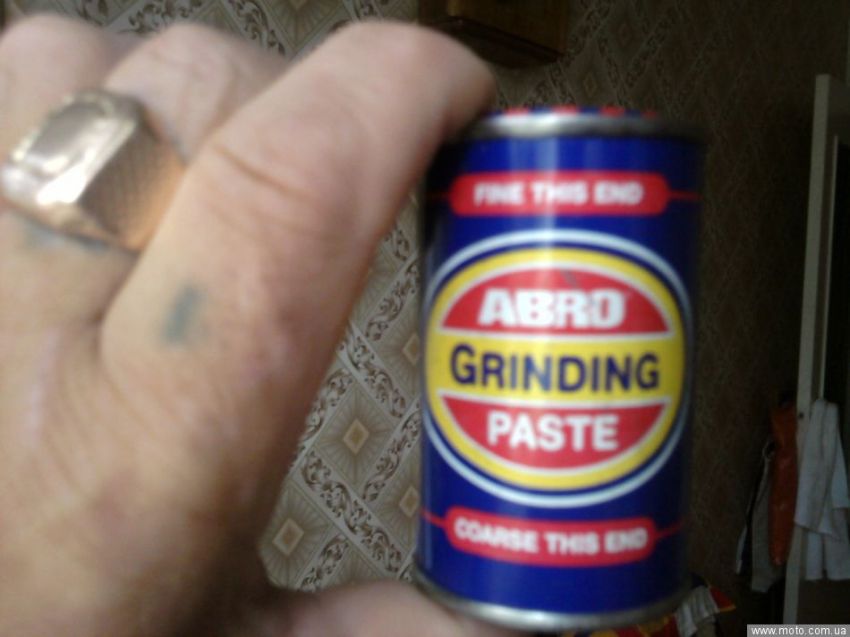 FINE THIS END
ABRO
GRINDING
PASTE
COARSE THIS END
www.moto.com.ua